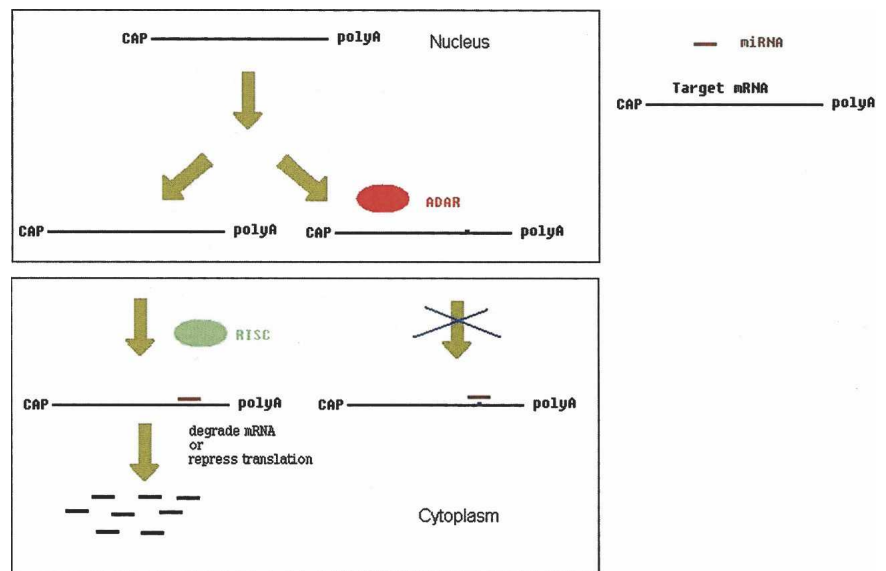 CAP polyA
Nucleus
miRNA
Target mRNA
CAP polyA
ADAR
CAP polyA CAP polyA
RISC
CAP polyA CAP polyA
degrade mRNA
or
repress translation
Cytoplasm